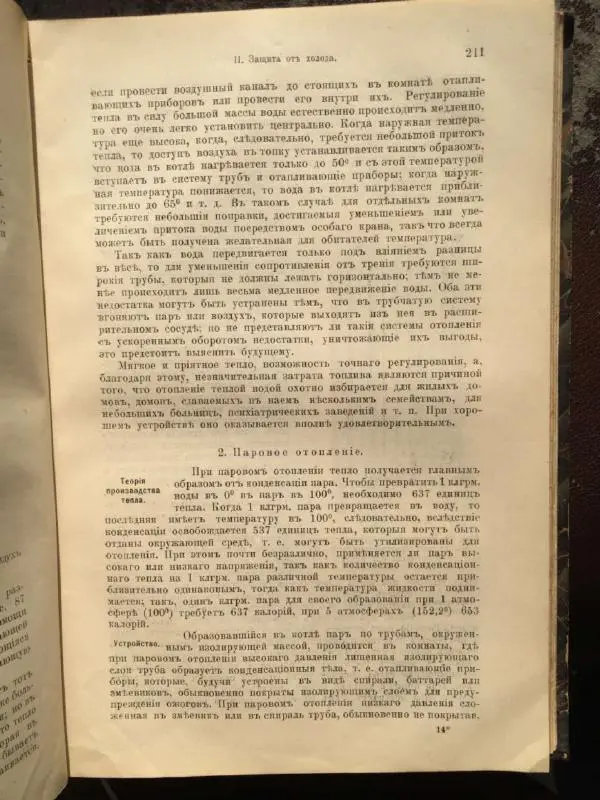 II. Защита отъ холода.
211
если провести воздушный каналъ до стоящихъ въ комнатѣ отапли-
вающихъ приборовъ или провести его внутри ихъ. Регулированіе
тепла въ силу большой массы воды естественно происходитъ медленно,
но его очень легко установить центрально. Когда наружная темпера-
тура еще высока, когда, слѣдовательно, требуется небольшой притокъ
тепла, то доступъ воздуха въ топку устанавливается такимъ образомъ,
что вода въ котлѣ нагрѣвается только до 50° и съ этой температурой
вступаетъ въ систему трубъ и отапливающіе приборы; когда наруж-
ная температура понижается, то вода въ котлѣ нагрѣвается прибли-
зительно до 65° и т. д. Въ такомъ случаѣ для отдѣльныхъ комнатъ
требуются небольшія поправки, достигаемыя уменьшеніемъ или уве-
личеніемъ притока воды посредствомъ особаго крана, такъ что всегда
можетъ быть получена желательная для обитателей температура.
Такъ какъ вода передвигается только подъ вліяніемъ разницы
въ вѣсѣ, то для уменьшенія сопротивленія отъ тренія требуются ши-
рокія трубы, которыя не должны лежать горизонтально; тѣмъ не ме-
нѣе происходитъ лишь весьма медленное передвиженіе воды. Оба эти
недостатка могутъ быть устранены тѣмъ, что въ трубчатую систему
вгоняютъ паръ или воздухъ, которые выходятъ изъ нея въ расши-
рительномъ сосудѣ; но не представляютъ ли такія системы отопленія
съ ускореннымъ оборотомъ недостатки, уничтожающіе ихъ выгоды,
это предстоитъ выяснить будущему.
Мягкое и пріятное тепло, возможность точнаго регулированія, а,
благодаря этому, незначительная затрата топлива являются причиной
того, что отопленіе теплой водой охотно избирается для жилыхъ до-
мовъ, домовъ, сдаваемыхъ въ наемъ нѣсколькимъ семействамъ, для
небольшихъ больницъ, психіатрическихъ заведеній и т. п. При хоро-
шемъ устройствѣ оно оказывается вполнѣ удовлетворительнымъ.
2. Паровое отопленіе.
Теорія
производства
тепла.
При паровомъ отопленіи тепло получается главнымъ
образомъ отъ конденсаціи пара. Чтобы превратить 1 клгрм.
воды въ 0° въ паръ въ 100°, необходимо 637 единицъ
тепла. Когда 1 клгрм. пара превращается въ воду, то
послѣдняя имѣетъ температуру въ 100°, слѣдовательно, вслѣдствіе
конденсаціи освобождается 537 единицъ тепла, которыя могутъ быть
отданы окружающей средѣ, т. е. могутъ быть утилизированы для
отопленія. При этомъ почти безразлично, примѣняется ли паръ вы-
сокаго или низкаго напряженія, такъ какъ количество конденсаціон-
наго тепла на 1 клгрм. пара различной температуры остается при-
близительно одинаковымъ, тогда какъ температура жидкости подни-
мается; такъ, одинъ клгрм. пара для своего образованія при 1 атмо-
сферѣ (100°) требуетъ 637 калорій, при 5 атмосферахъ (152,2°) 653
калорій.
Устройство.
Образовавшійся въ котлѣ паръ по трубамъ, окружен-
нымъ изолирующей массой, проводится въ комнаты, гдѣ
при паровомъ отопленіи высокаго давленія лишенная изолирующаго
слоя труба образуетъ конденсаціонныя тѣла, т. е. отапливающіе при-
боры, которые, будучи устроены въ видѣ спирали, баттарей или
змѣевиковъ, обыкновенно покрыты изолирующимъ слоемъ для преду-
прежденія ожоговъ. При паровомъ отопленіи низкаго давленія сло-
женная въ змѣевикъ или въ спираль труба, обыкновенно не покрытая,
14*